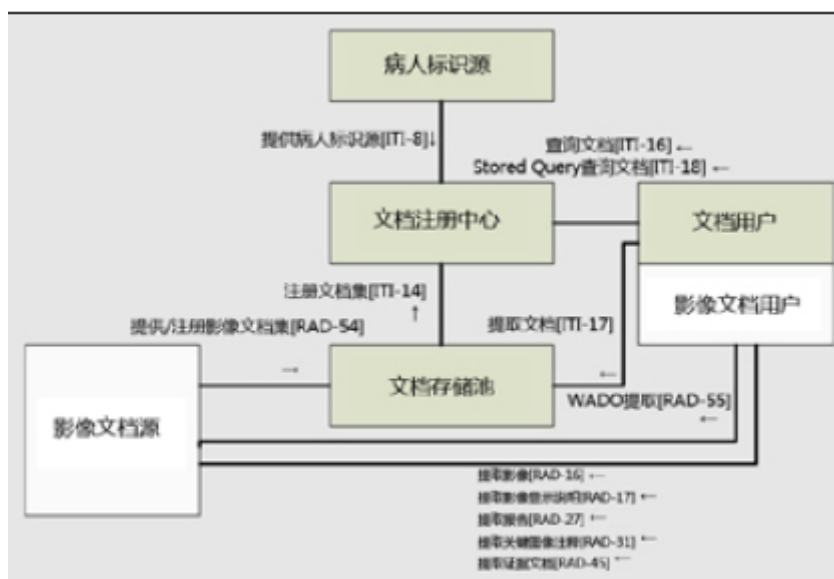 病人标识源
提供病人标识源[ITI-8]↓
查询文档[ITI-16] ←
Stored Query查询文档[ITI-18] ←
文档注册中心
文档用户
注册文档集[ITI-14]
↑
影像文档用户
提供/注册影像文档集[RAD-54]
→
提取文档[ITI-17]
←
文档存储池
WADO提取[RAD-55]
←
影像文档源
提取影像[RAD-16] ←
提取影像显示说明[RAD-17] ←
提取报告[RAD-27] ←
提取关键图像注释[RAD-31] ←
提取证据文档[RAD-45] ←